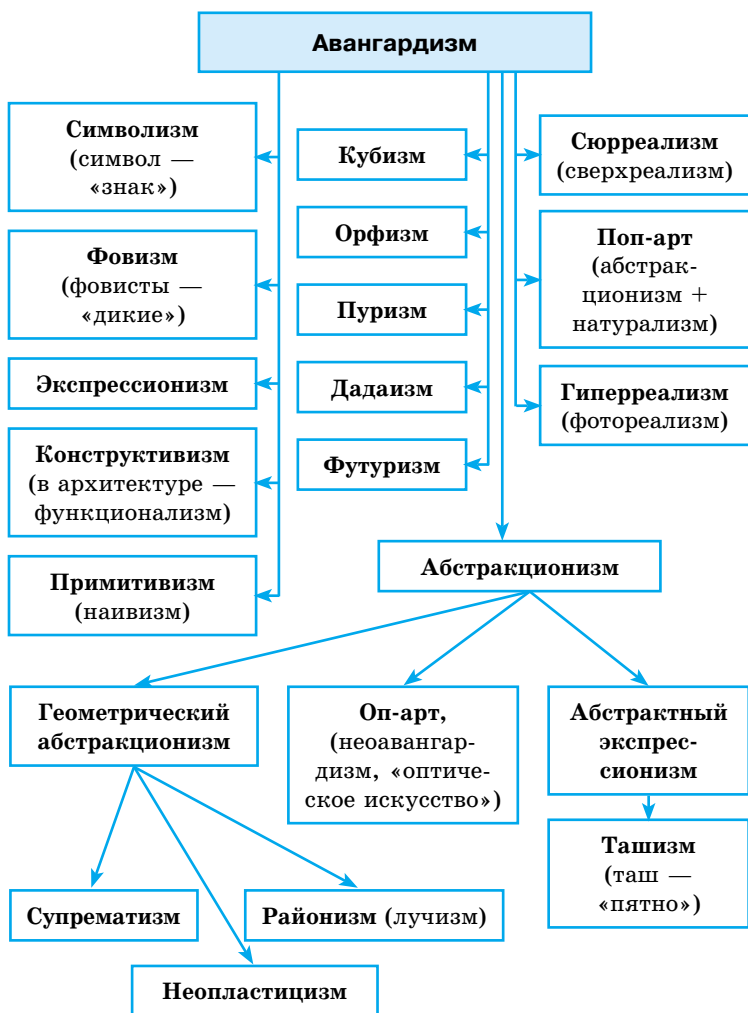 Авангардизм
Символизм
(символ —
«знак»)
Фовизм
(фовисты —
«дикие»)
Экспрессионизм
Конструктивизм
(в архитектуре —
функционализм)
Примитивизм
(наивизм)
Кубизм
Орфизм
Пуризм
Дадаизм
Футуризм
Сюрреализм
(сверхреализм)
Поп-арт
(абстрак-
ционизм +
натурализм)
Гиперреализм
(фотореализм)
Абстракционизм
Геометрический
абстракционизм
Оп-арт,
(неоавангар-
дизм, «оптиче-
ское искусство»)
Абстрактный
экспрес-
сионизм
Ташизм
(таш —
«пятно»)
Супрематизм
Районизм (лучизм)
Неопластицизм